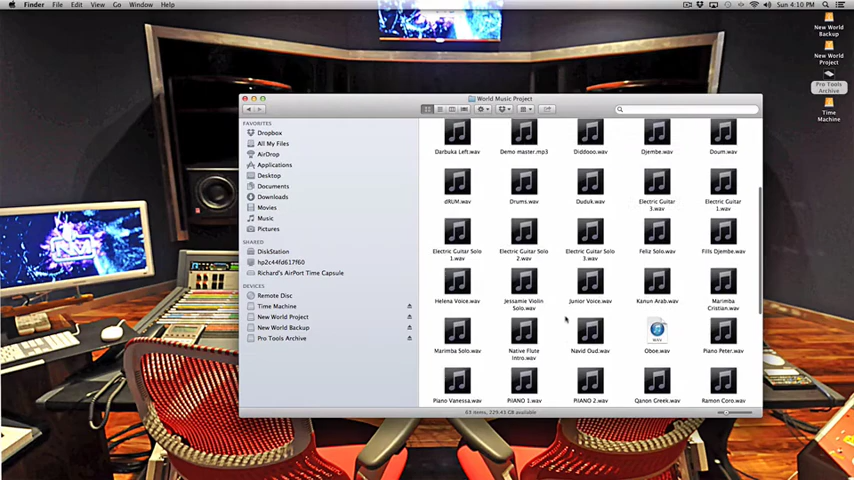 Finder File Edit View Go Window Help
Sun 4:10 PM
New World Backup
New World Project
Pro Tools Archive
Time Machine
World Music Project
FAVORITES
Dropbox
All My Files
AirDrop
Applications
Desktop
Documents
Downloads
Movies
Music
Pictures
SHARED
DiskStation
hp2c44fd617f60
Richard's AirPort Time Capsule
DEVICES
Remote Disc
Time Machine
New World Project
New World Backup
Pro Tools Archive
Darbuka Left.wav
Demo master.mp3
Diddooo.wav
Djembe.wav
Doum.wav
dRUM.wav
Drums.wav
Duduk.wav
Electric Guitar 3.wav
Electric Guitar 1.wav
Electric Guitar Solo 1.wav
Electric Guitar Solo 2.wav
Electric Guitar Solo 3.wav
Feliz Solo.wav
Fills Djembe.wav
Helena Voice.wav
Jessamie Violin Solo.wav
Junior Voice.wav
Kanun Arab.wav
Marimba Cristian.wav
Marimba Solo.wav
Native Flute Intro.wav
Navid Oud.wav
WAV
Oboe.wav
Piano Peter.wav
Piano Vanessa.wav
PIIANO 1.wav
PIIANO 2.wav
Qanon Greek.wav
Ramon Coro.wav
63 items, 229.43 GB available